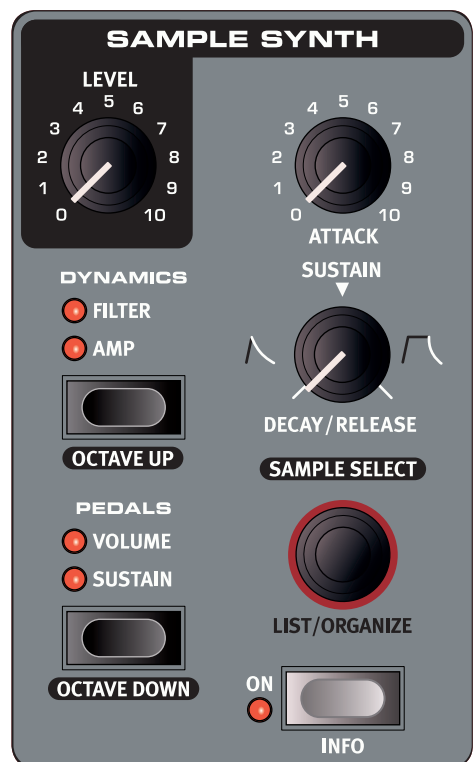 SAMPLE SYNTH
LEVEL
0 1 2 3 4 5 6 7 8 9 10
0 1 2 3 4 5 6 7 8 9 10
ATTACK
DYNAMICS
FILTER
AMP
OCTAVE UP
SUSTAIN
DECAY/RELEASE
PEDALS
VOLUME
SUSTAIN
OCTAVE DOWN
SAMPLE SELECT
LIST/ORGANIZE
ON
INFO